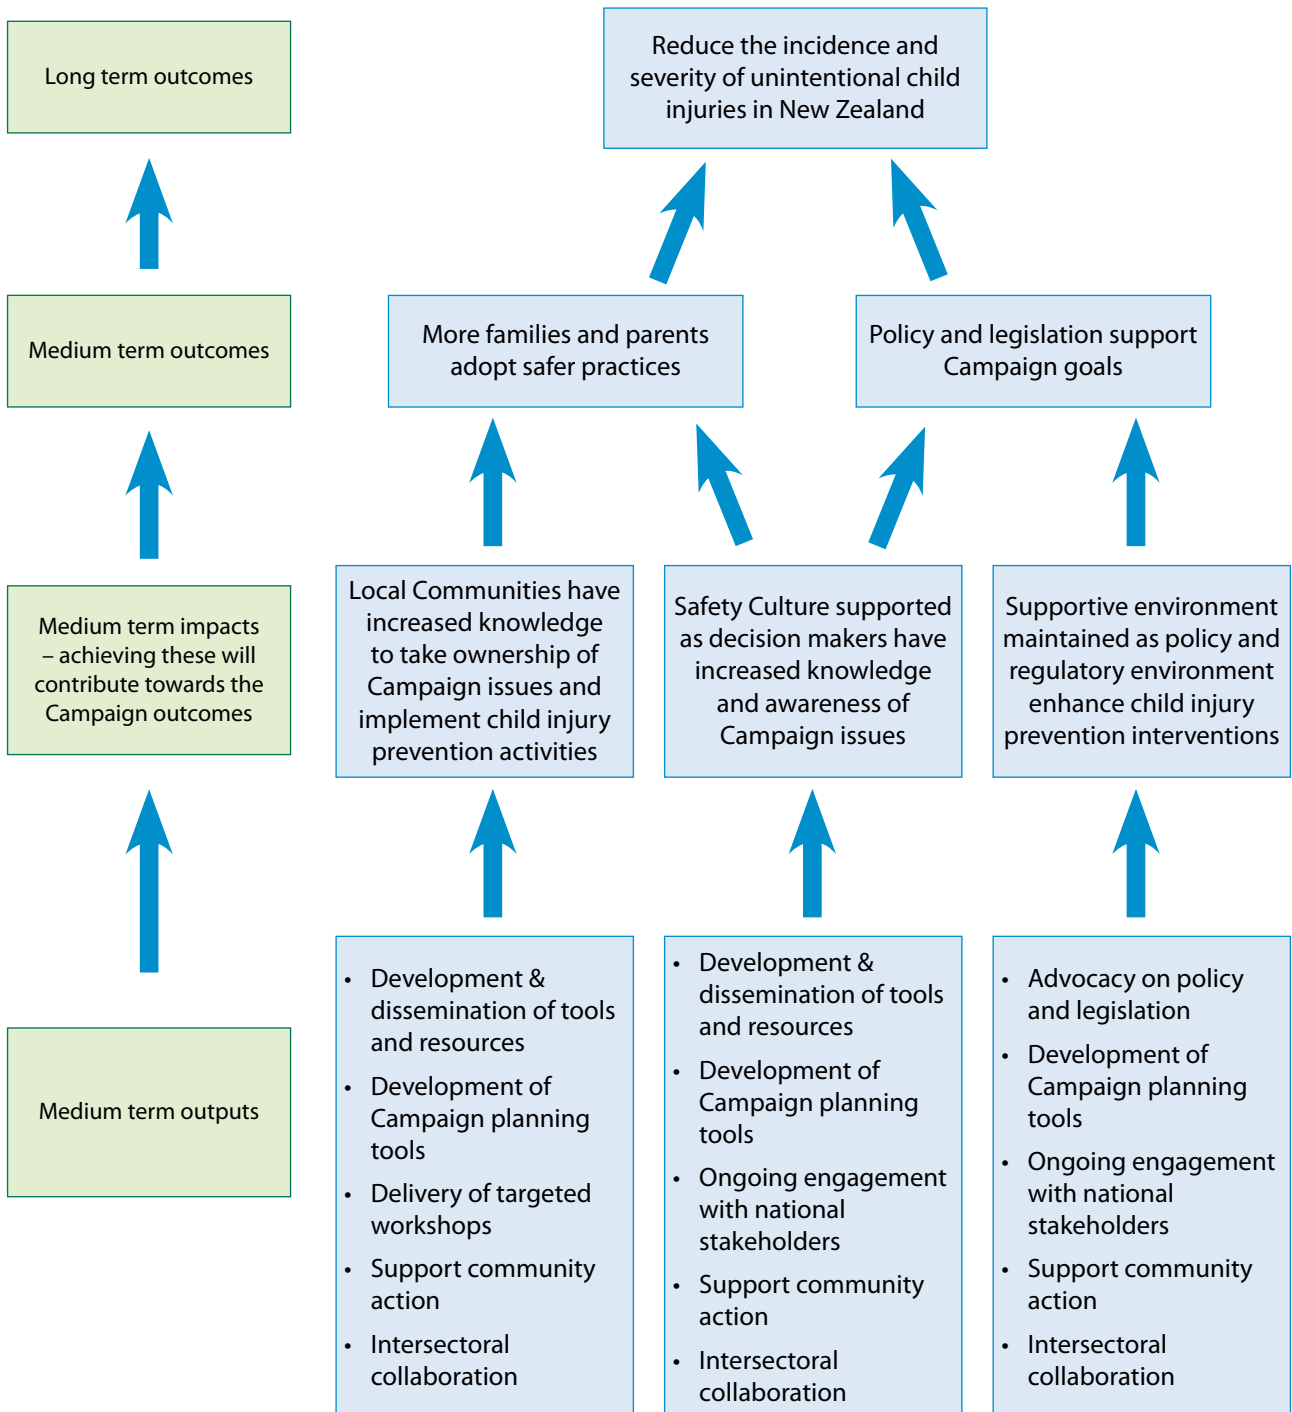 Long term outcomes
Reduce the incidence and
severity of unintentional child
injuries in New Zealand
Medium term outcomes
More families and parents
adopt safer practices
Policy and legislation support
Campaign goals
Medium term impacts
– achieving these will
contribute towards the
Campaign outcomes
Local Communities have
increased knowledge
to take ownership of
Campaign issues and
implement child injury
prevention activities
Safety Culture supported
as decision makers have
increased knowledge
and awareness of
Campaign issues
Supportive environment
maintained as policy and
regulatory environment
enhance child injury
prevention interventions
Medium term outputs
• Development &
dissemination of tools
and resources
• Development of
Campaign planning
tools
• Delivery of targeted
workshops
• Support community
action
• Intersectoral
collaboration
• Development &
dissemination of tools
and resources
• Development of
Campaign planning
tools
• Ongoing engagement
with national
stakeholders
• Support community
action
• Intersectoral
collaboration
• Advocacy on policy
and legislation
• Development of
Campaign planning
tools
• Ongoing engagement
with national
stakeholders
• Support community
action
• Intersectoral
collaboration